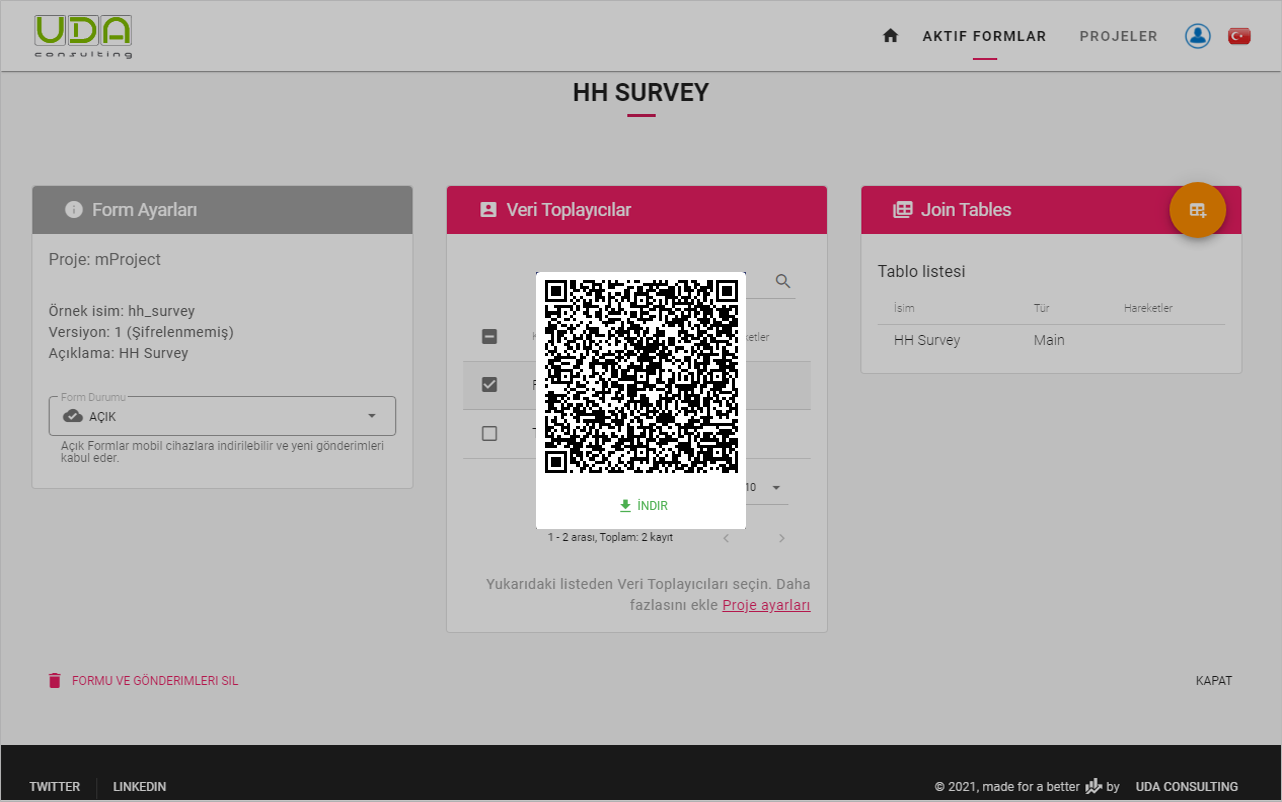 UDA
consulting
AKTIF FORMLAR
PROJELER
HH SURVEY
Form Ayarları
Proje: mProject
Örnek isim: hh_survey
Versiyon: 1 (Şifrelenmemiş)
Açıklama: HH Survey
Form Durumu
AÇIK
Açık Formlar mobil cihazlara indirilebilir ve yeni gönderimleri
kabul eder.
Veri Toplayıcılar
İNDIR
10
1 - 2 arası, Toplam: 2 kayıt
Yukarıdaki listeden Veri Toplayıcıları seçin. Daha
fazlasını ekle Proje ayarları
Join Tables
Tablo listesi
İsim Tür Hareketler
HH Survey Main
FORMU VE GÖNDERIMLERI SIL
KAPAT
TWITTER
LINKEDIN
© 2021, made for a better by UDA CONSULTING